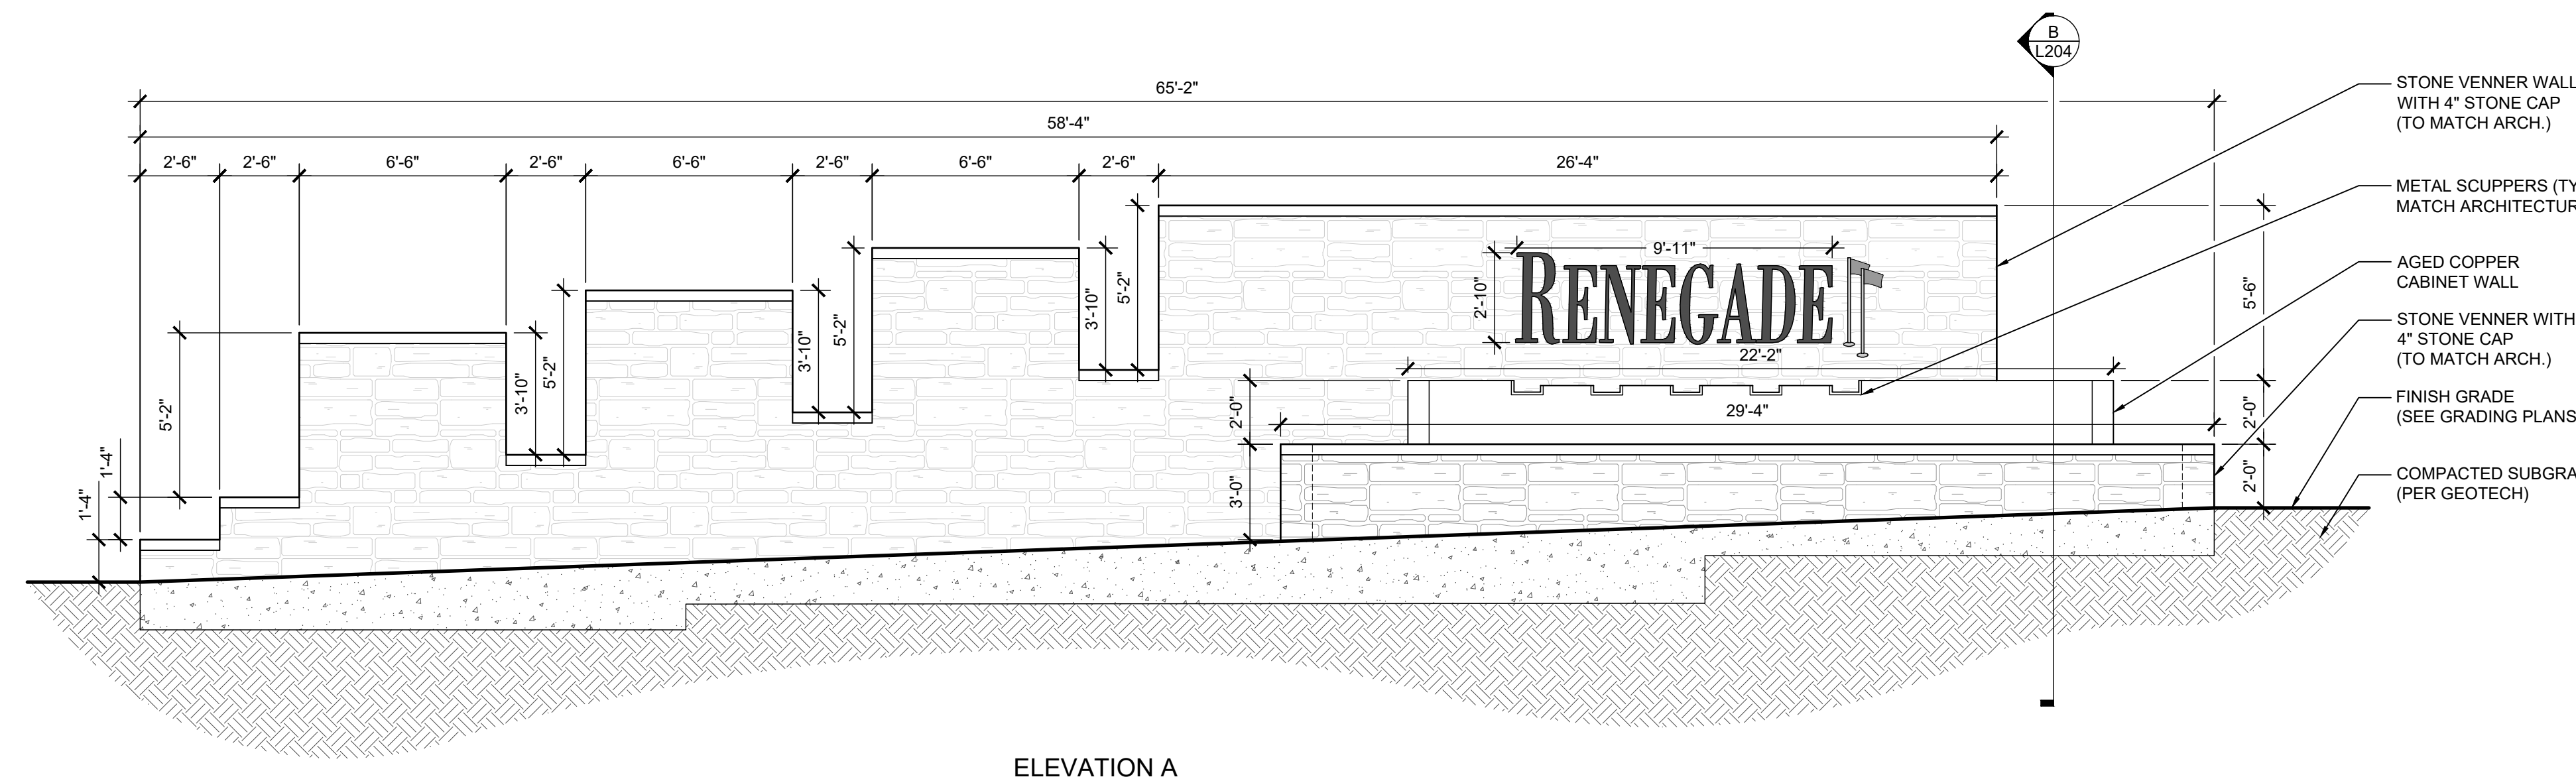 B
L204
65'-2"
58'-4"
2'-6" 2'-6" 6'-6" 2'-6" 6'-6" 2'-6" 6'-6" 2'-6" 26'-4"
STONE VENNER WALL
WITH 4" STONE CAP
(TO MATCH ARCH.)
METAL SCUPPERS (TY
MATCH ARCHITECTUR
AGED COPPER
CABINET WALL
STONE VENNER WITH
4" STONE CAP
(TO MATCH ARCH.)
FINISH GRADE
(SEE GRADING PLANS
COMPACTED SUBGRA
(PER GEOTECH)
1'-4"
1'-4"
5'-2"
3'-10"
5'-2"
3'-10"
5'-2"
3'-10"
5'-2"
9'-11"
2'-10"
RENEGADE
22'-2"
29'-4"
2'-0"
3'-0"
5'-6"
2'-0"
2'-0"
ELEVATION A